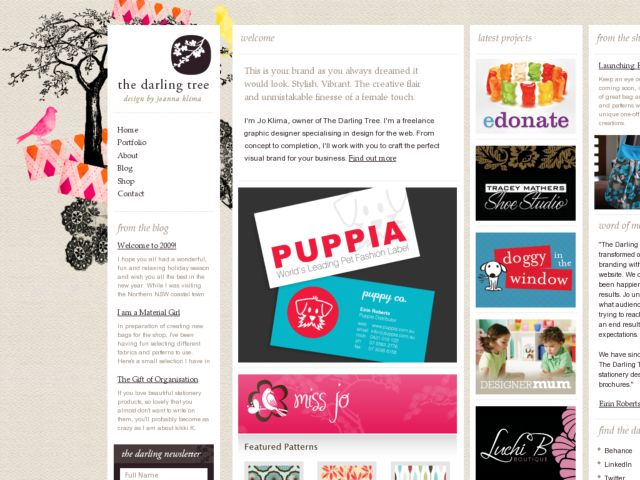 the darling tree
design by joanna klima
Home
Portfolio
About
Blog
Shop
Contact
from the blog
Welcome to 2009!
I hope you all had a wonderful,
fun and relaxing holiday season
and wish you all the best in the
new year. While I was visiting
the Northern NSW coastal town
I am a Material Girl
In preparation of creating new
bags for the shop, I've been
having fun selecting different
fabrics and patterns to use.
Here's a small selection I have in
The Gift of Organisation
If you love beautiful stationery
products, so lovely that you
almost don't want to write on
them, you'll probably become as
crazy as I am about kikki K.
the darling newsletter
Full Name
welcome
This is your brand as you always dreamed it
would look. Stylish. Vibrant. The creative flair
and unmistakable finesse of a female touch.
I'm Jo Klima, owner of The Darling Tree. I'm a freelance
graphic designer specialising in design for the web. From
concept to completion, I'll work with you to craft the perfect
visual brand for your business. Find out more
PUPPIA
World's Leading Pet Fashion Label
puppy co.
Eirin Roberts
Puppia Distributor
miss jo
Featured Patterns
latest projects
edonate
TRACEY MATHERS
Shoe Studio
doggy in
the
window
DESIGNER mum
Luchi B
BOUTIQUE
from the sh
Launching E
Keep an eye o
coming soon,
of great bag an
and patterns w
unique one-off
creations
word of m
"The Darling T
transformed o
branding with
website. We c
been happier
results. Jo un
what audience
trying to reach
an end result
expectations.
We have sinc
The Darling T
stationery des
brochures."
Eirin Roberts
find the da
Behance
LinkedIn
Twitter